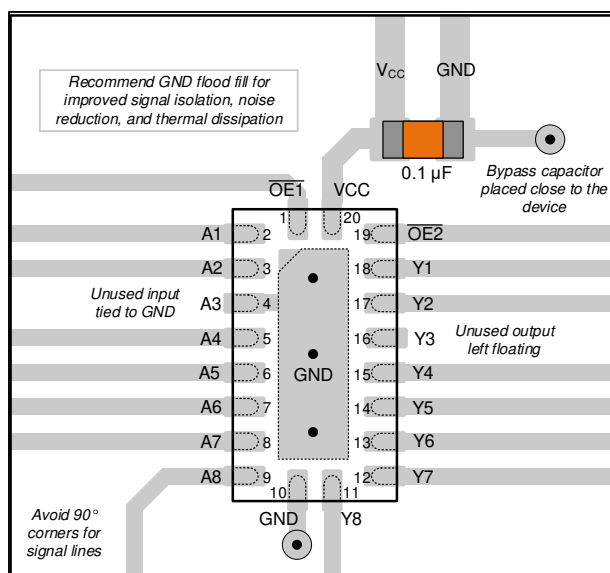 Recommend GND flood fill for
improved signal isolation, noise
reduction, and thermal dissipation
VCC GND
0.1 µF
Bypass capacitor
placed close to the
device
OE1 VCC
1 20
A1 2 19 OE2
A2 3 18 Y1
Unused input
tied to GND
A3 4 17 Y2
A4 5 16 Y3
Unused output
left floating
A5 6 GND 15 Y4
A6 7 14 Y5
A7 8 13 Y6
A8 9 12 Y7
10 11
GND Y8
Avoid 90°
corners for
signal lines